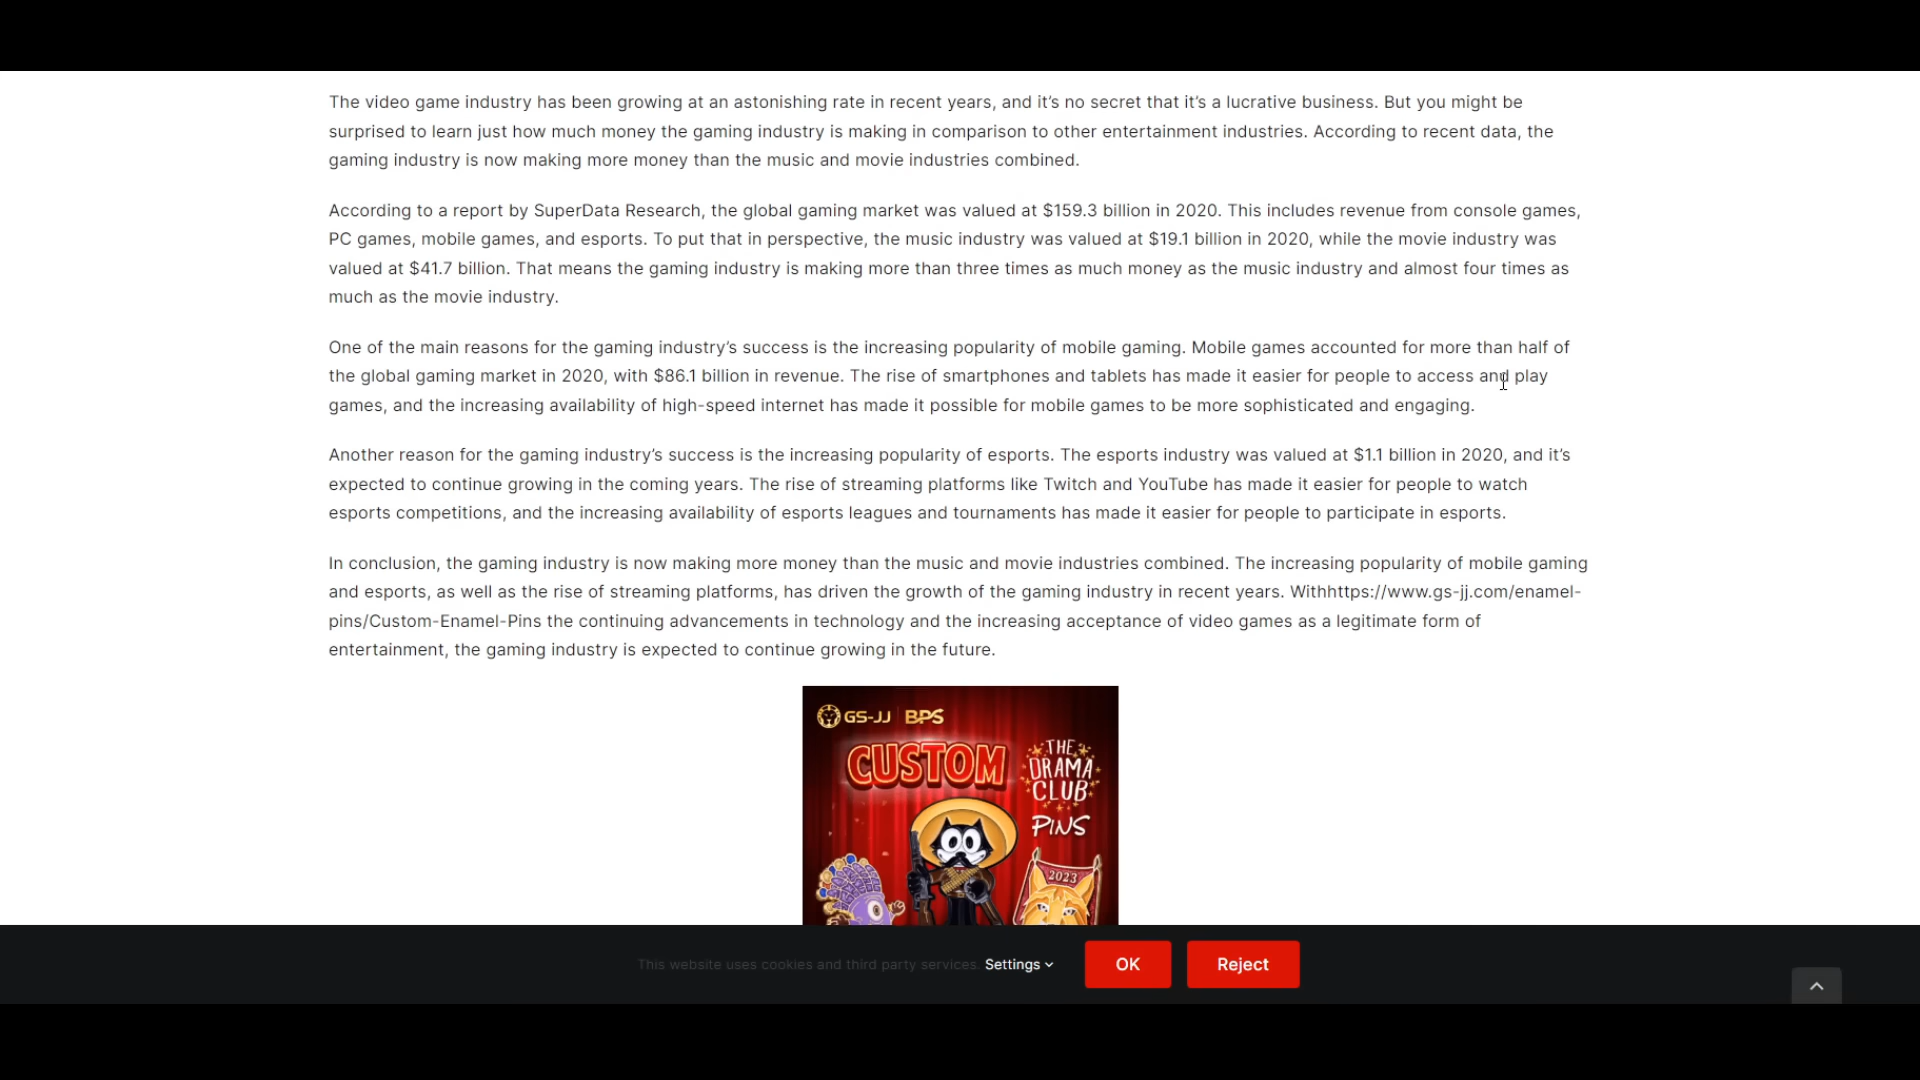 The video game industry has been growing at an astonishing rate in recent years, and it’s no secret that it’s a lucrative business. But you might be
surprised to learn just how much money the gaming industry is making in comparison to other entertainment industries. According to recent data, the
gaming industry is now making more money than the music and movie industries combined.
According to a report by SuperData Research, the global gaming market was valued at $159.3 billion in 2020. This includes revenue from console games,
PC games, mobile games, and esports. To put that in perspective, the music industry was valued at $19.1 billion in 2020, while the movie industry was
valued at $41.7 billion. That means the gaming industry is making more than three times as much money as the music industry and almost four times as
much as the movie industry.
One of the main reasons for the gaming industry’s success is the increasing popularity of mobile gaming. Mobile games accounted for more than half of
the global gaming market in 2020, with $86.1 billion in revenue. The rise of smartphones and tablets has made it easier for people to access and play
games, and the increasing availability of high-speed internet has made it possible for mobile games to be more sophisticated and engaging.
Another reason for the gaming industry’s success is the increasing popularity of esports. The esports industry was valued at $1.1 billion in 2020, and it’s
expected to continue growing in the coming years. The rise of streaming platforms like Twitch and YouTube has made it easier for people to watch
esports competitions, and the increasing availability of esports leagues and tournaments has made it easier for people to participate in esports.
In conclusion, the gaming industry is now making more money than the music and movie industries combined. The increasing popularity of mobile gaming
and esports, as well as the rise of streaming platforms, has driven the growth of the gaming industry in recent years. Withhttps://www.gs-jj.com/enamel-
pins/Custom-Enamel-Pins the continuing advancements in technology and the increasing acceptance of video games as a legitimate form of
entertainment, the gaming industry is expected to continue growing in the future.
GS-JJ BPS
CUSTOM
THE
DRAMA
CLUB
PINS
2023
This website uses cookies and third party services. Settings OK Reject